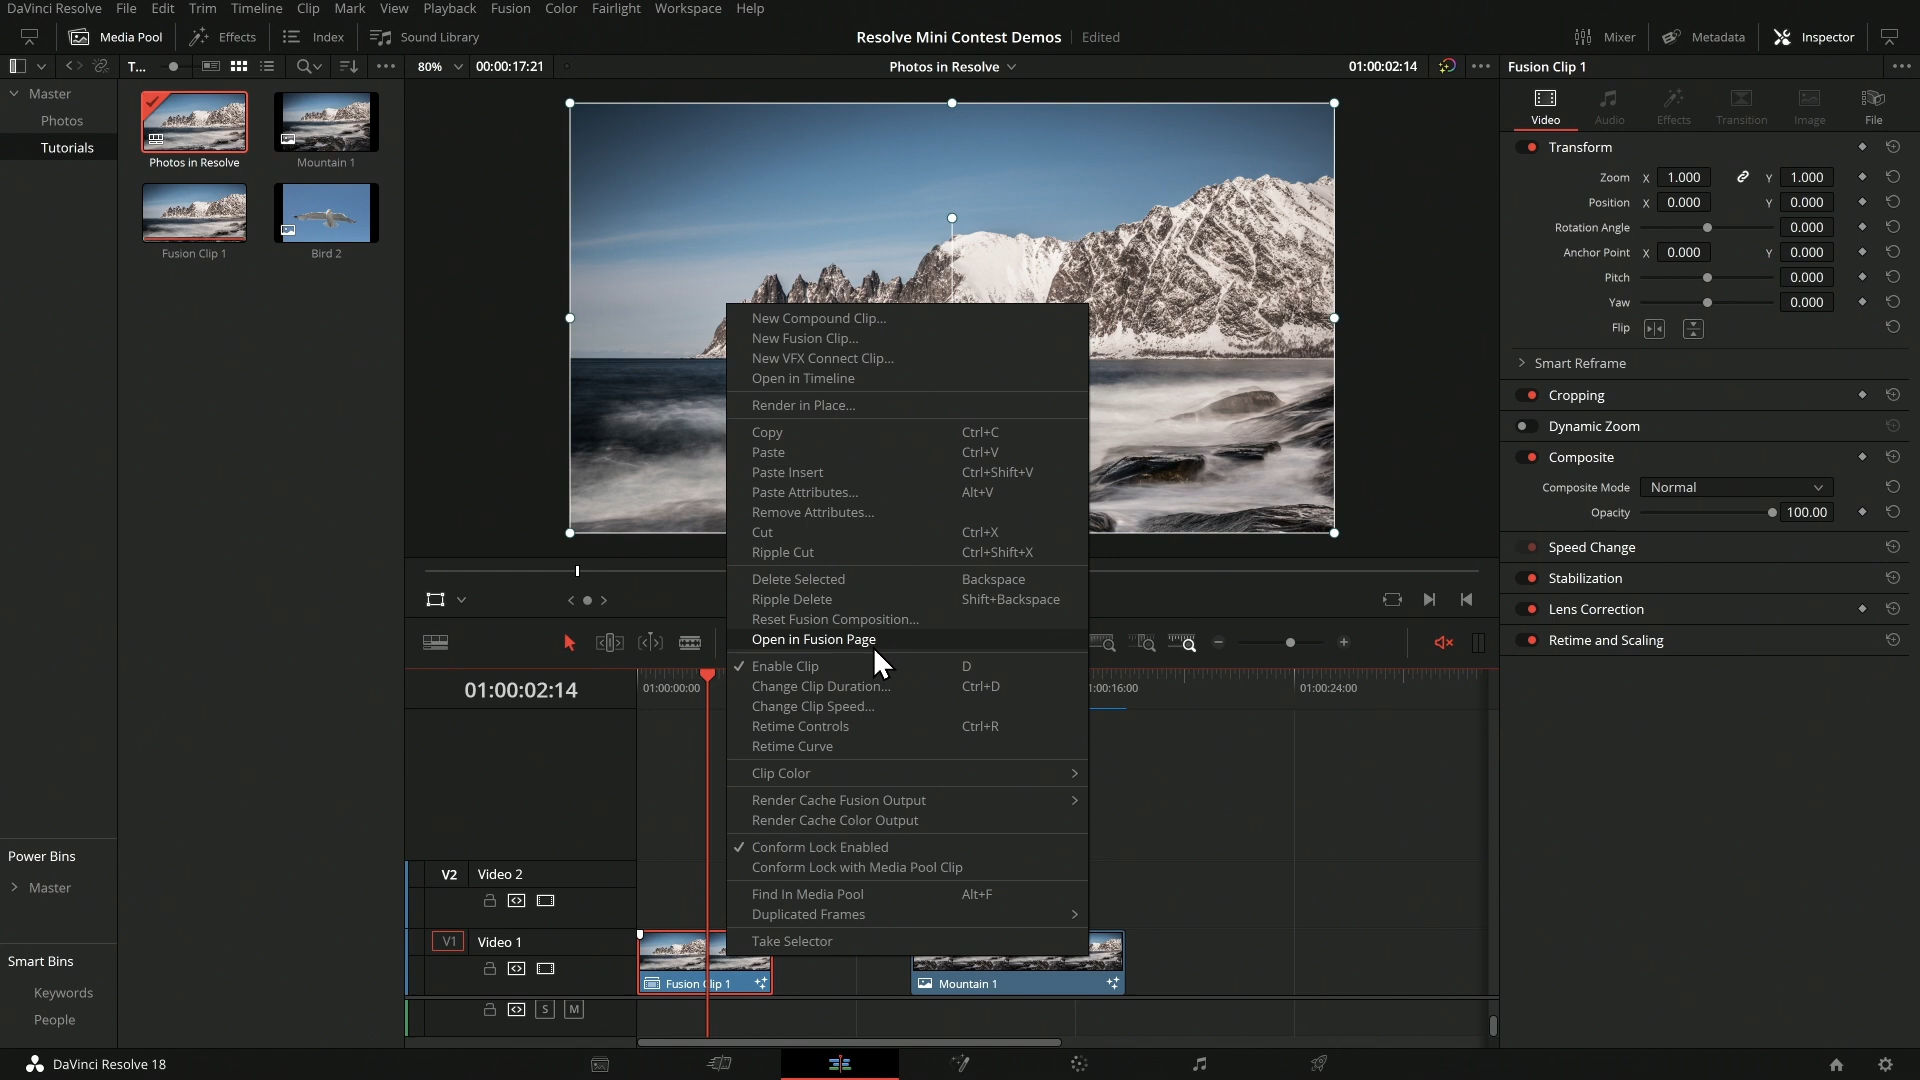 DaVinci Resolve File Edit Trim Timeline Clip Mark View Playback Fusion Color Fairlight Workspace Help
Media Pool Effects Index Sound Library Resolve Mini Contest Demos Edited Mixer Metadata Inspector
T... 80% 00:00:17:21 Photos in Resolve 01:00:02:14 Fusion Clip 1
Master
Photos
Tutorials
Photos in Resolve Mountain 1
Fusion Clip 1 Bird 2
Power Bins
Master
Smart Bins
Keywords
People
Video Audio Effects Transition Image File
Transform
Zoom X 1.000 Y 1.000
Position X 0.000 Y 0.000
Rotation Angle 0.000
Anchor Point X 0.000 Y 0.000
Pitch 0.000
Yaw 0.000
Flip
Smart Reframe
Cropping
Dynamic Zoom
Composite
Composite Mode Normal
Opacity 100.00
Speed Change
Stabilization
Lens Correction
Retime and Scaling
New Compound Clip...
New Fusion Clip...
New VFX Connect Clip...
Open in Timeline
Render in Place...
Copy Ctrl+C
Paste Ctrl+V
Paste Insert Ctrl+Shift+V
Paste Attributes... Alt+V
Remove Attributes...
Cut Ctrl+X
Ripple Cut Ctrl+Shift+X
Delete Selected Backspace
Ripple Delete Shift+Backspace
Reset Fusion Composition...
Open in Fusion Page
Enable Clip D
Change Clip Duration... Ctrl+D
Change Clip Speed...
Retime Controls Ctrl+R
Retime Curve
Clip Color
Render Cache Fusion Output
Render Cache Color Output
Conform Lock Enabled
Conform Lock with Media Pool Clip
Find In Media Pool Alt+F
Duplicated Frames
Take Selector
01:00:02:14 01:00:00:00 :00:16:00 01:00:24:00
V2 Video 2
V1 Video 1
Fusion Clip 1 Mountain 1
S M
DaVinci Resolve 18